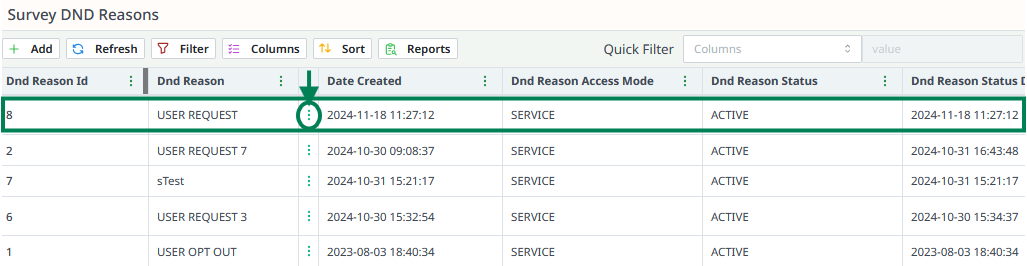 Survey DND Reasons
Add Refresh Filter Columns Sort Reports Quick Filter Columns value
Dnd Reason Id Dnd Reason Date Created Dnd Reason Access Mode Dnd Reason Status Dnd Reason Status D
8 USER REQUEST 2024-11-18 11:27:12 SERVICE ACTIVE 2024-11-18 11:27:12
2 USER REQUEST 7 2024-10-30 09:08:37 SERVICE ACTIVE 2024-10-31 16:43:48
7 sTest 2024-10-31 15:21:17 SERVICE ACTIVE 2024-10-31 15:21:17
6 USER REQUEST 3 2024-10-30 15:32:54 SERVICE ACTIVE 2024-10-30 15:34:37
1 USER OPT OUT 2023-08-03 18:40:34 SERVICE ACTIVE 2023-08-03 18:40:34